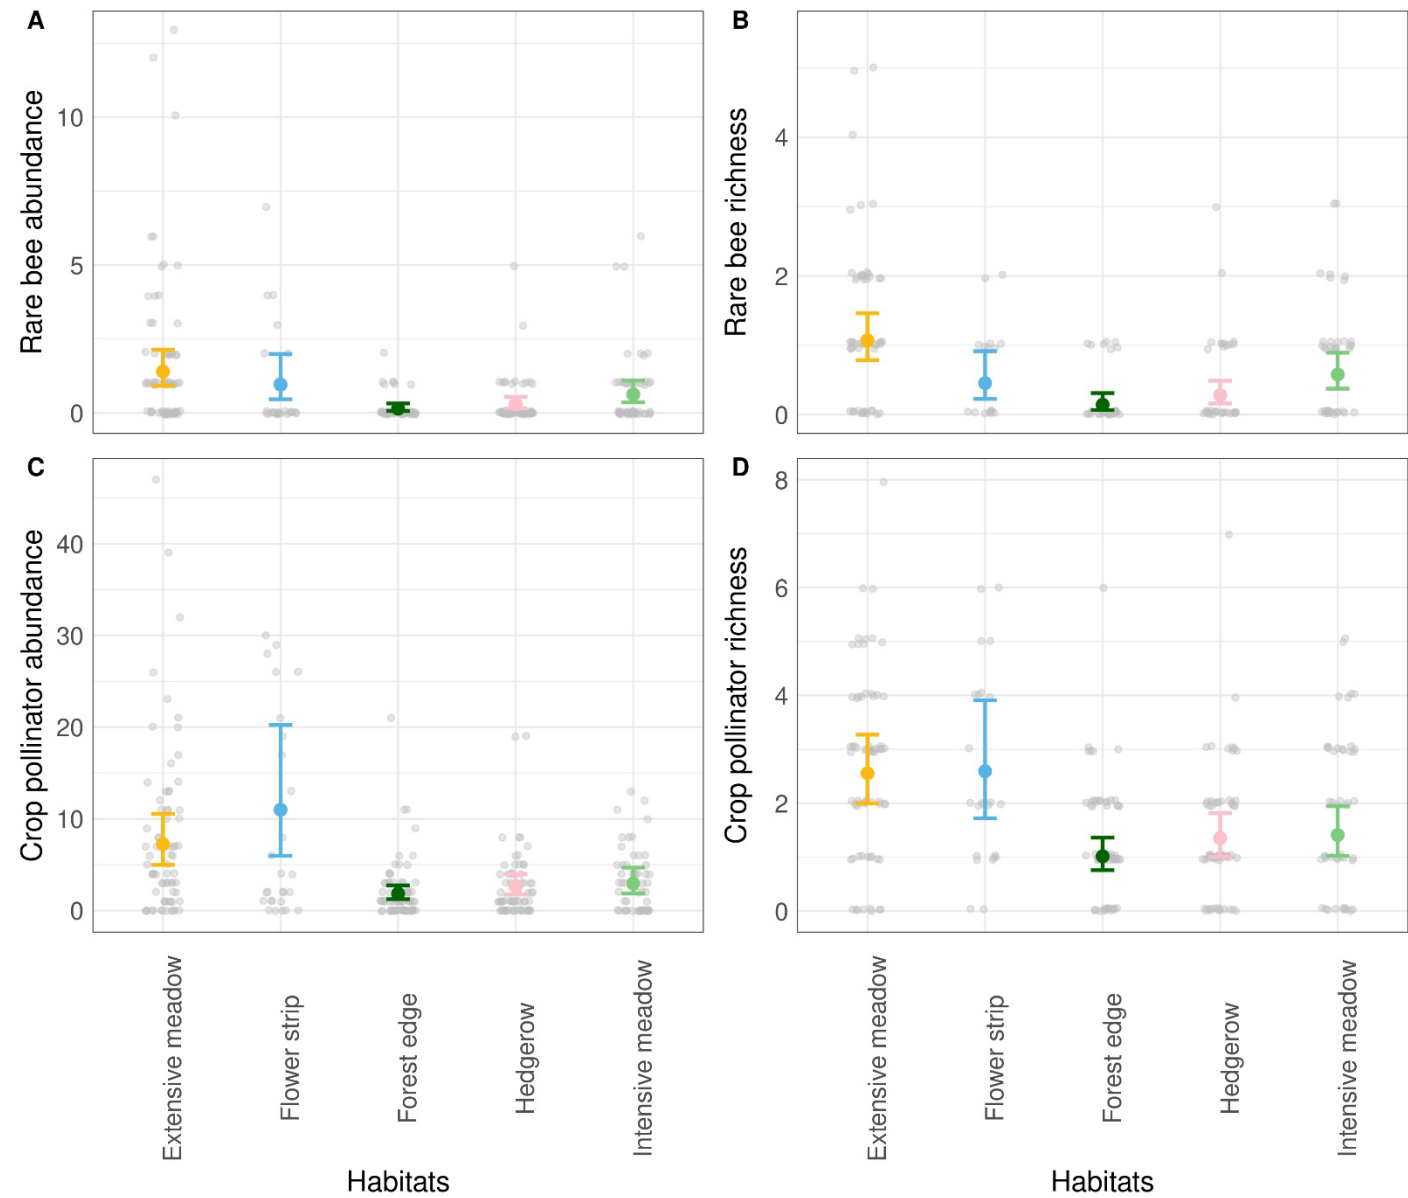 A
Rare bee abundance
10
5
0
B
Rare bee richness
4
2
0
C
Crop pollinator abundance
40
30
20
10
0
D
Crop pollinator richness
8
6
4
2
0
Extensive meadow
Flower strip
Forest edge
Hedgerow
Intensive meadow
Habitats
Extensive meadow
Flower strip
Forest edge
Hedgerow
Intensive meadow
Habitats